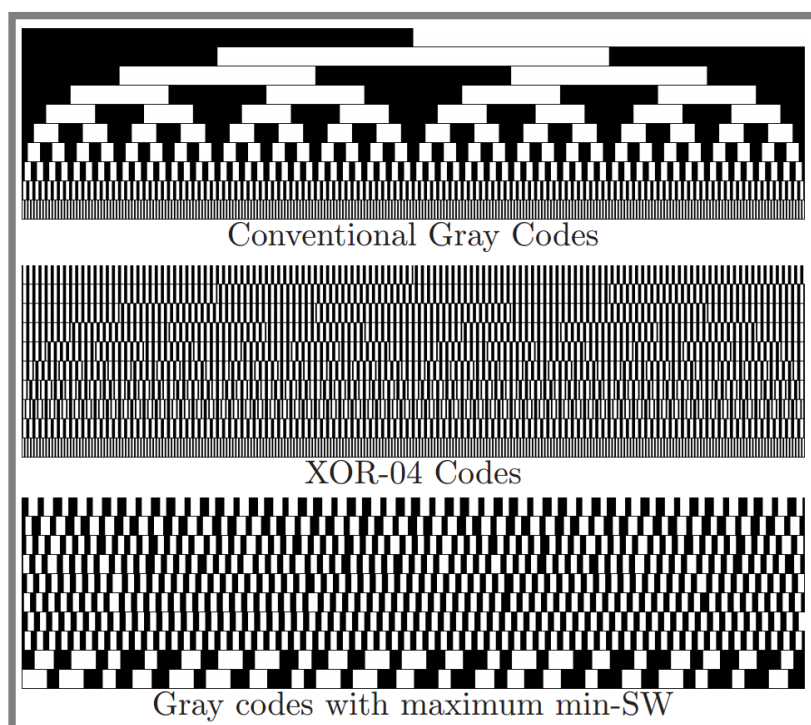 Conventional Gray Codes
XOR-04 Codes
Gray codes with maximum min-SW